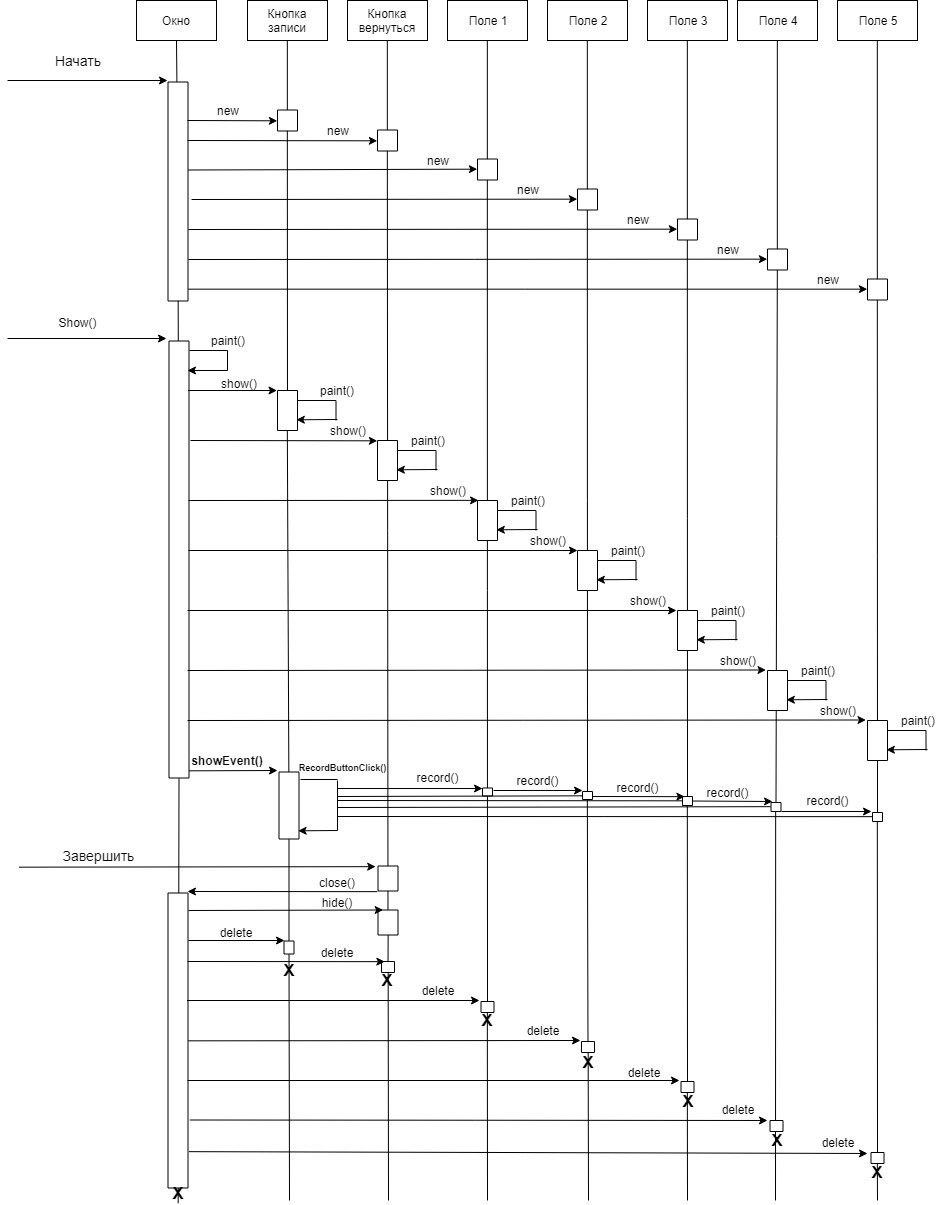 Окно
Кнопка
записи
Кнопка
вернуться
Поле 1
Поле 2
Поле 3
Поле 4
Поле 5
Начать
new
new
new
new
new
new
new
Show()
paint()
show()
paint()
show()
paint()
show()
paint()
show()
paint()
show()
paint()
show()
paint()
show()
paint()
showEvent()
RecordButtonClick()
record()
record()
record()
record()
record()
Завершить
close()
hide()
delete
X
delete
X
delete
X
delete
X
delete
X
delete
X
delete
X
X